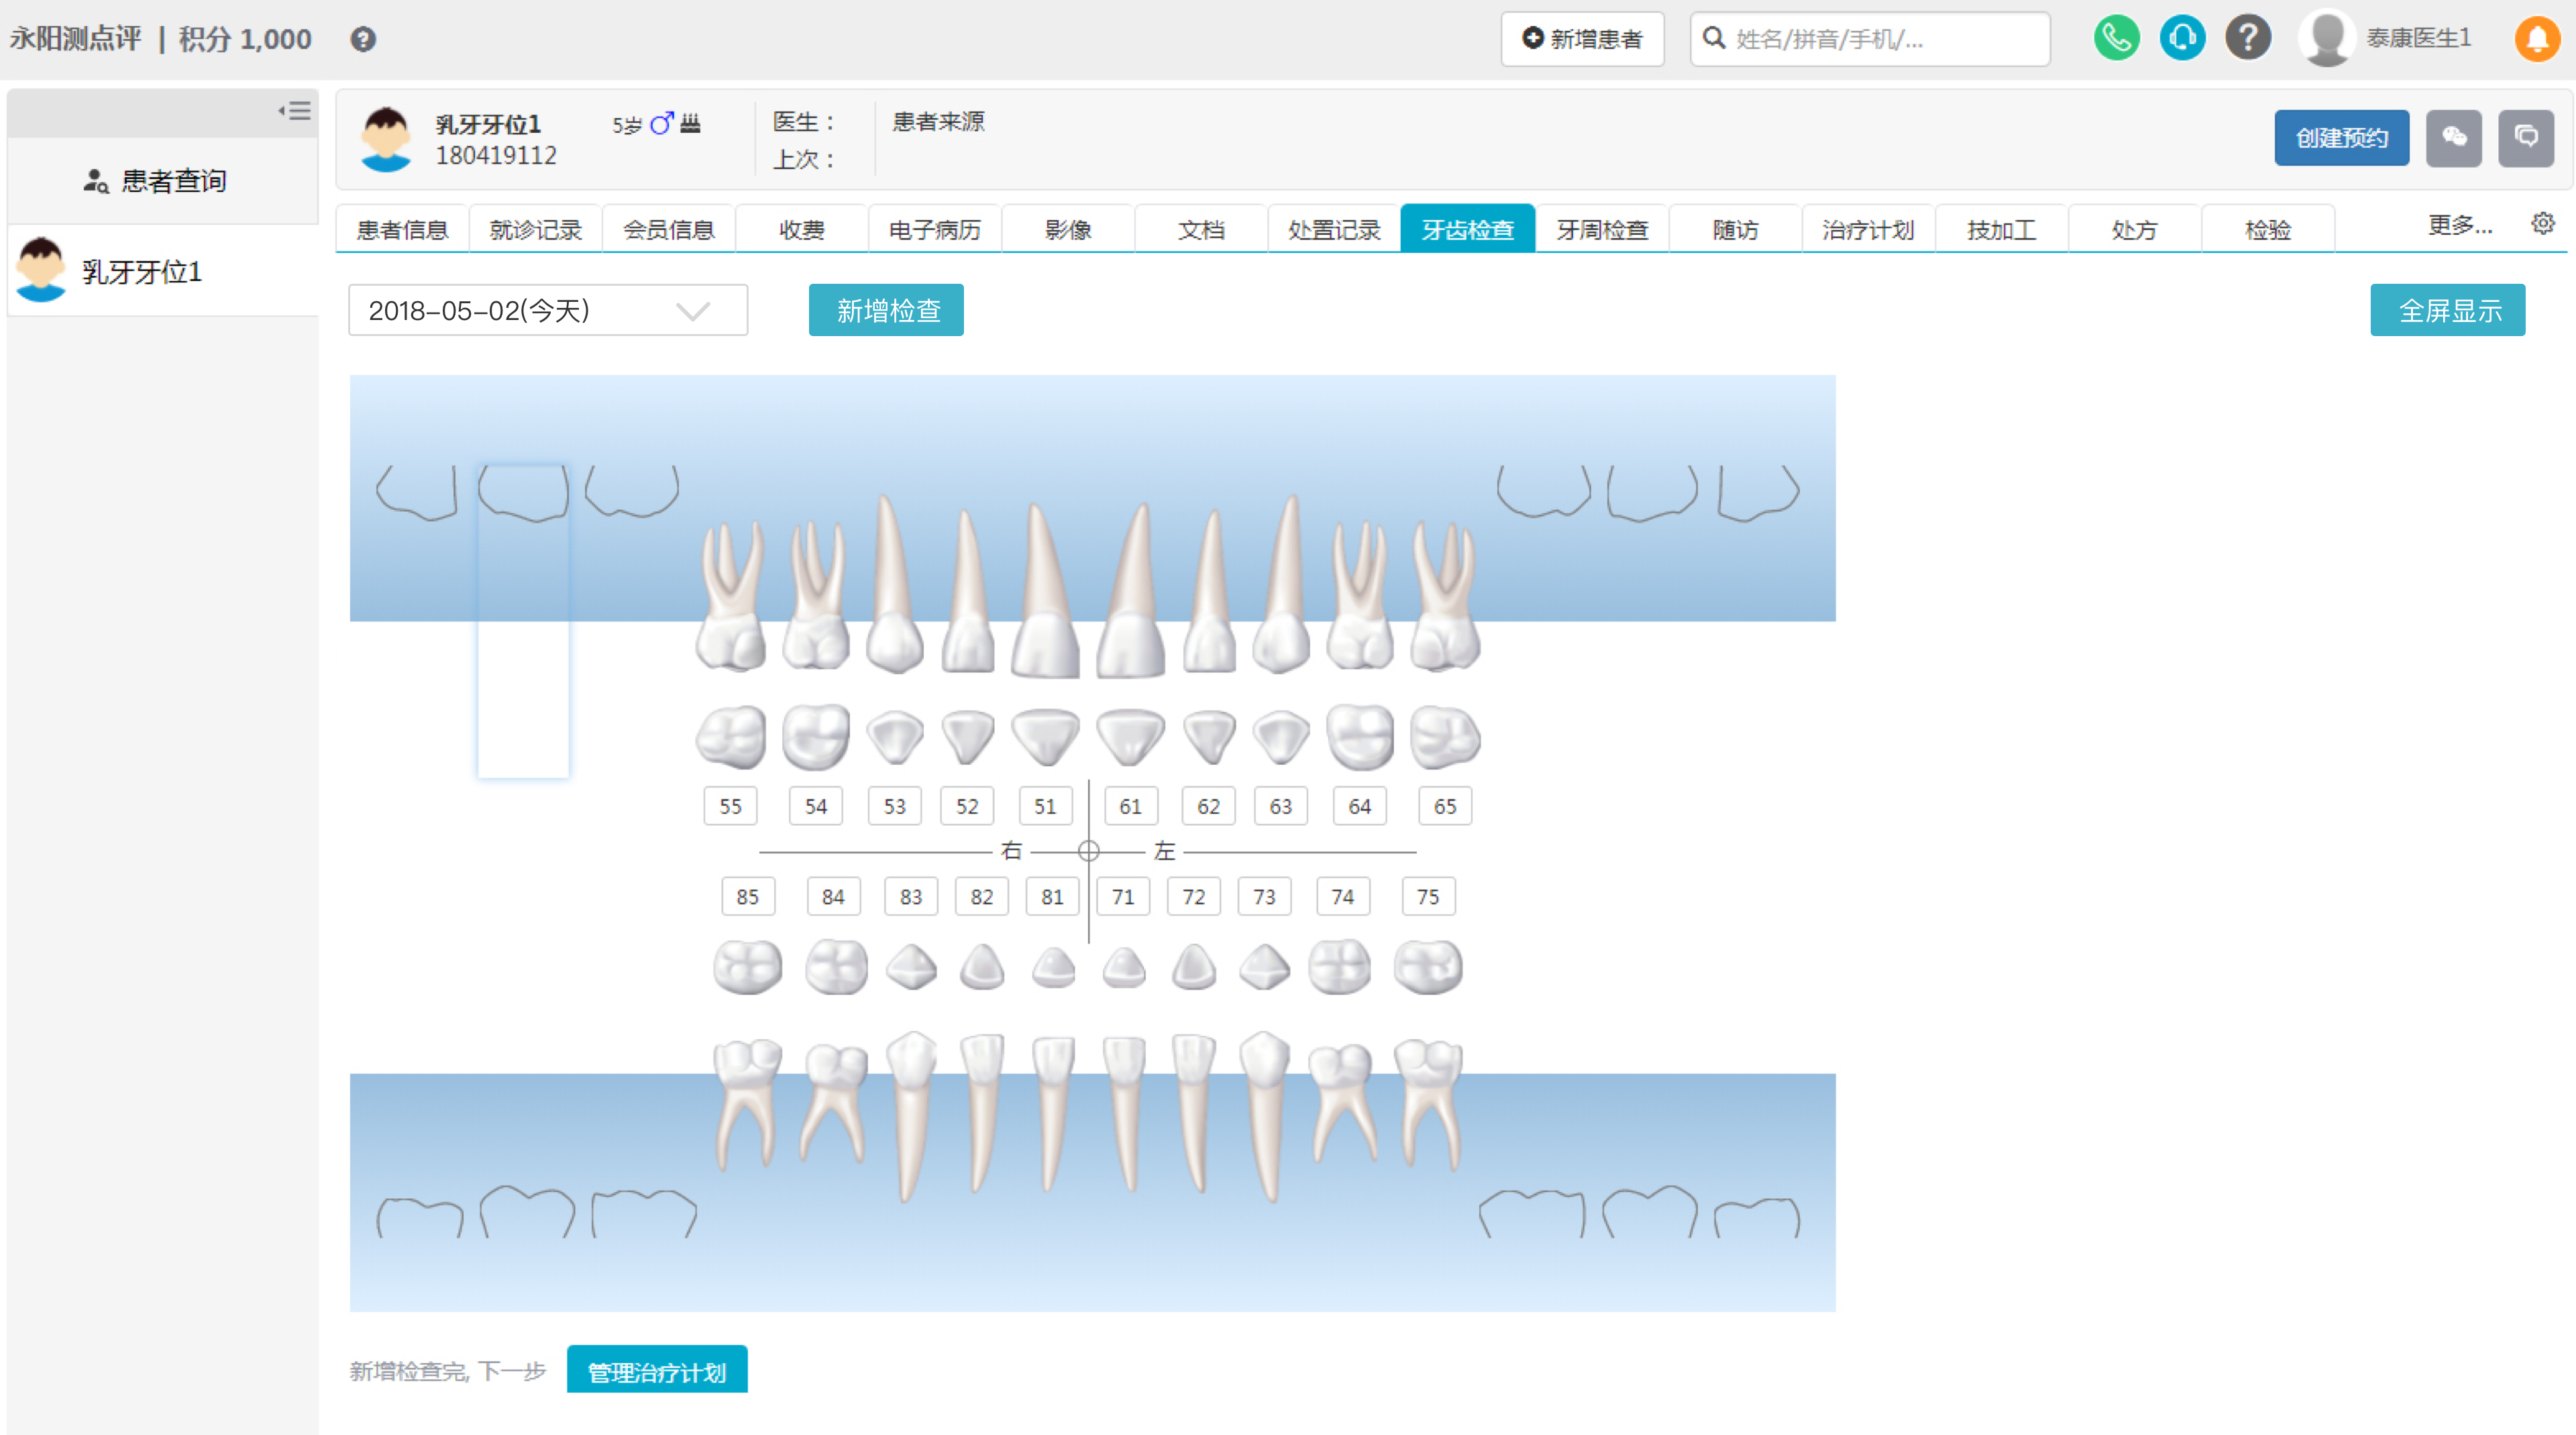 永阳测点评 | 积分 1,000
新增患者
姓名/拼音/手机/...
泰康医生1
患者查询
乳牙牙位1
乳牙牙位1
180419112
5岁
医生：
上次：
患者来源
创建预约
患者信息 就诊记录 会员信息 收费 电子病历 影像 文档 处置记录 牙齿检查 牙周检查 随访 治疗计划 技加工 处方 检验 更多...
2018-05-02(今天)
新增检查
全屏显示
55 54 53 52 51 61 62 63 64 65
右 左
85 84 83 82 81 71 72 73 74 75
新增检查完, 下一步
管理治疗计划